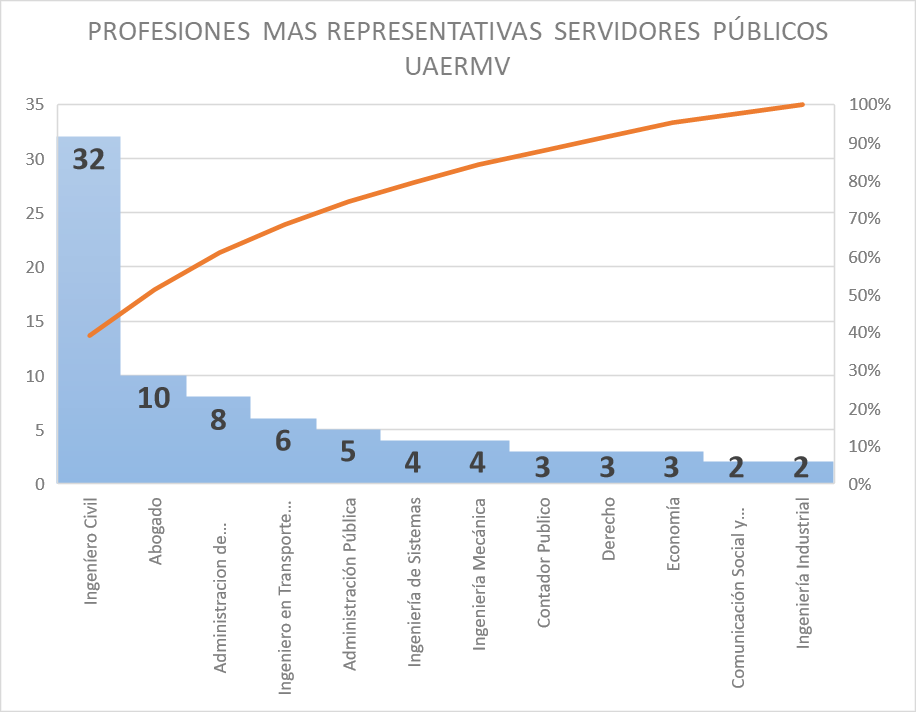 PROFESIONES MAS REPRESENTATIVAS SERVIDORES PÚBLICOS
UAERMV
35
30
25
20
15
10
5
0
100%
90%
80%
70%
60%
50%
40%
30%
20%
10%
0%
32
10
8
6
5
4
4
3
3
3
2
2
Ingeníero Civil
Abogado
Administracion de...
Ingeniero en Transporte...
Administración Pública
Ingeniería de Sistemas
Ingeniería Mecánica
Contador Publico
Derecho
Economía
Comunicación Social y...
Ingeniería Industrial